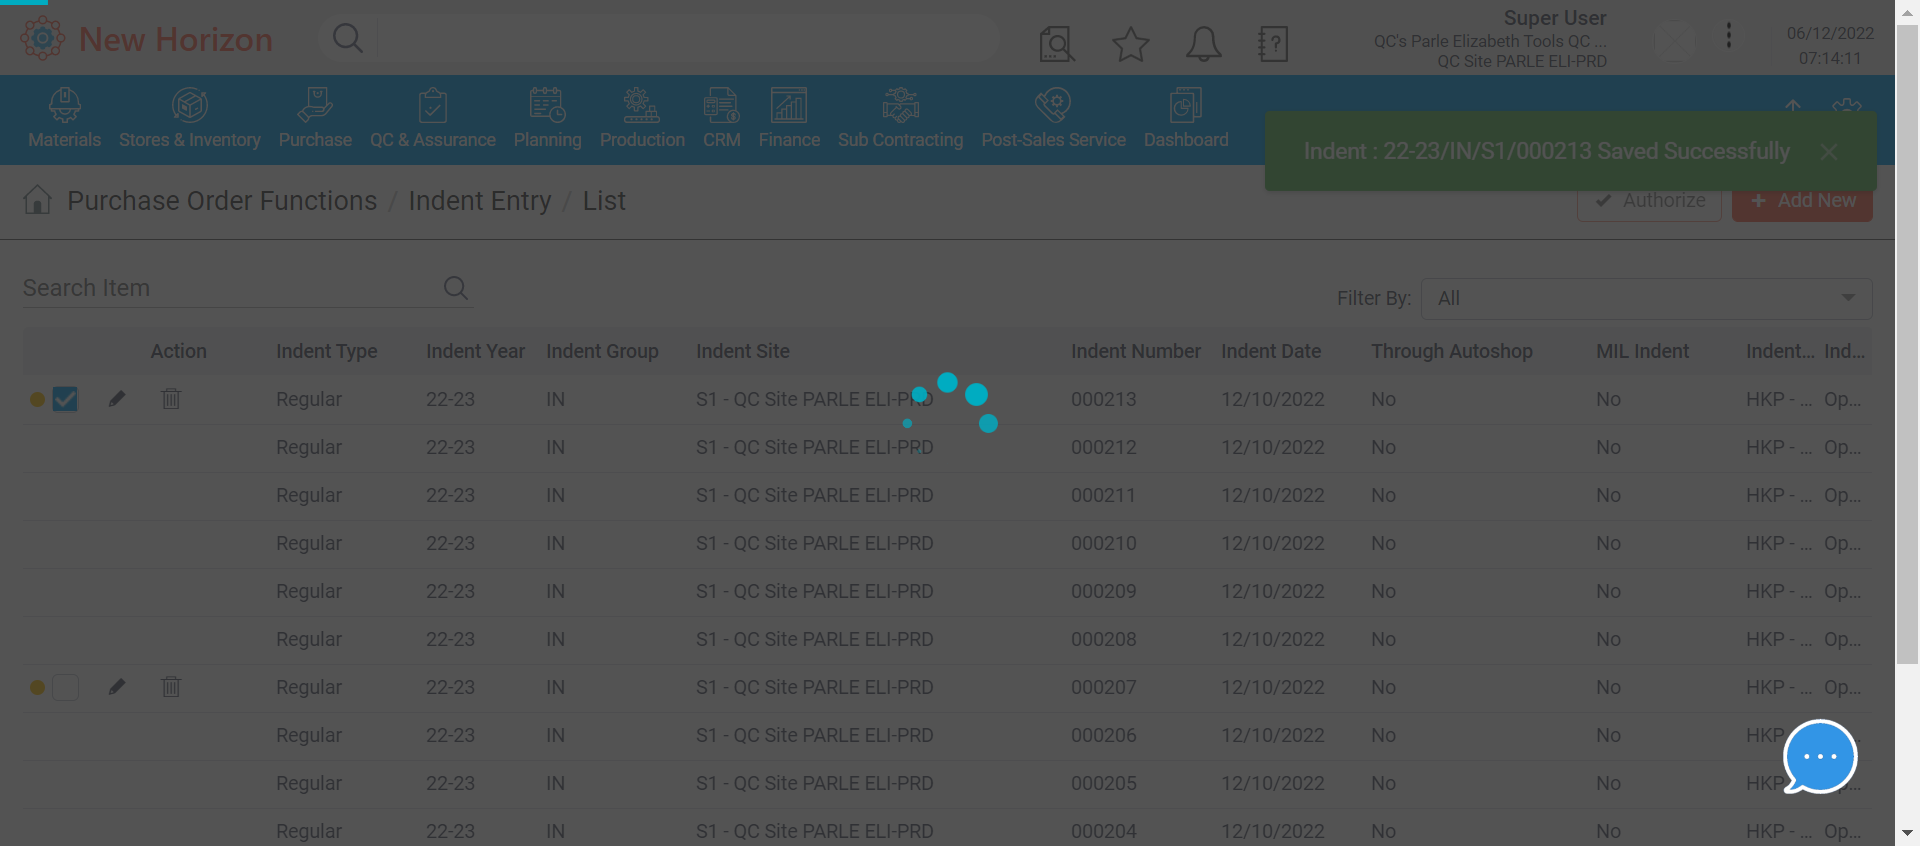 New Horizon
Super User
QC's Parle Elizabeth Tools QC ...
QC Site PARLE ELI-PRD
06/12/2022
07:14:11
Materials Stores & Inventory Purchase QC & Assurance Planning Production CRM Finance Sub Contracting Post-Sales Service Dashboard
Indent : 22-23/IN/S1/000213 Saved Successfully
Purchase Order Functions / Indent Entry / List
Authorize + Add New
Search Item
Filter By: All
Action Indent Type Indent Year Indent Group Indent Site Indent Number Indent Date Through Autoshop MIL Indent Indent... Ind...
Regular 22-23 IN S1 - QC Site PARLE ELI-PRD 000213 12/10/2022 No No HKP - ... Op...
Regular 22-23 IN S1 - QC Site PARLE ELI-PRD 000212 12/10/2022 No No HKP - ... Op...
Regular 22-23 IN S1 - QC Site PARLE ELI-PRD 000211 12/10/2022 No No HKP - ... Op...
Regular 22-23 IN S1 - QC Site PARLE ELI-PRD 000210 12/10/2022 No No HKP - ... Op...
Regular 22-23 IN S1 - QC Site PARLE ELI-PRD 000209 12/10/2022 No No HKP - ... Op...
Regular 22-23 IN S1 - QC Site PARLE ELI-PRD 000208 12/10/2022 No No HKP - ... Op...
Regular 22-23 IN S1 - QC Site PARLE ELI-PRD 000207 12/10/2022 No No HKP - ... Op...
Regular 22-23 IN S1 - QC Site PARLE ELI-PRD 000206 12/10/2022 No No HKP
Regular 22-23 IN S1 - QC Site PARLE ELI-PRD 000205 12/10/2022 No No HKP
Regular 22-23 IN S1 - QC Site PARLE ELI-PRD 000204 12/10/2022 No No HKP - ... Op...